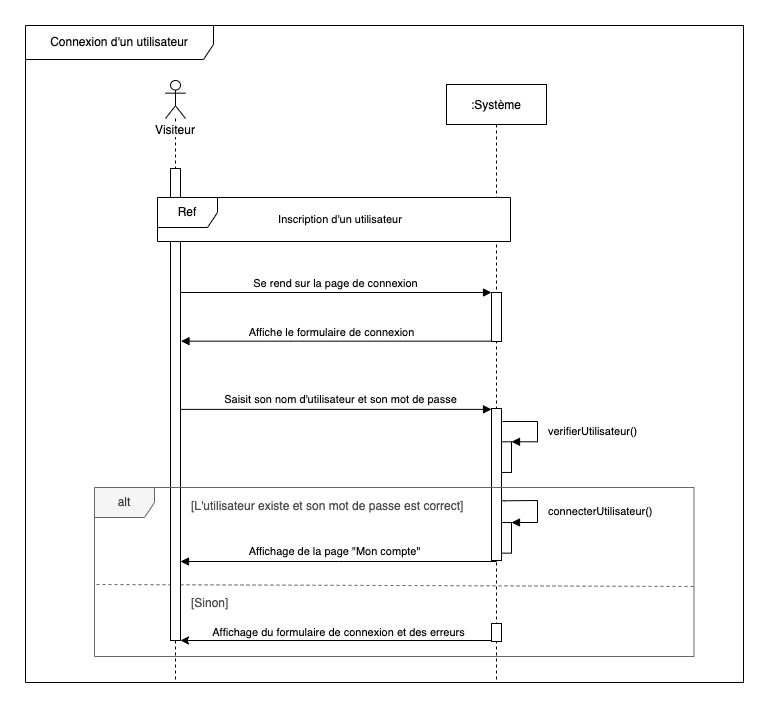 Connexion d'un utilisateur
:Système
Visiteur
Ref
Inscription d'un utilisateur
Se rend sur la page de connexion
Affiche le formulaire de connexion
Saisit son nom d'utilisateur et son mot de passe
verifierUtilisateur()
alt
[L'utilisateur existe et son mot de passe est correct]
connecterUtilisateur()
Affichage de la page "Mon compte"
[Sinon]
Affichage du formulaire de connexion et des erreurs